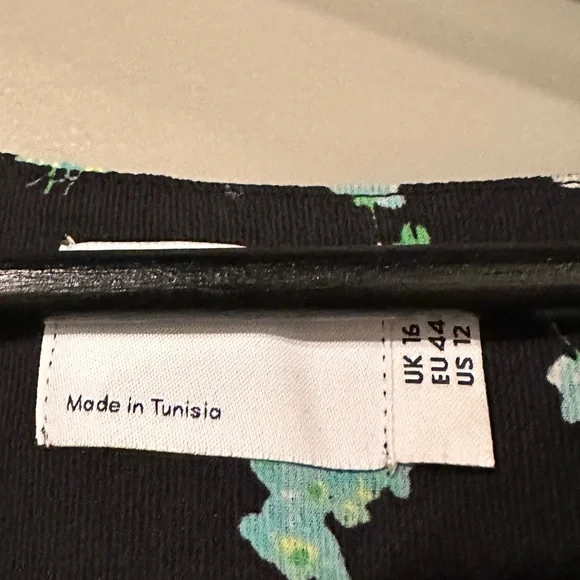 Made in Tunisia
UK 16
EU 44
US 12